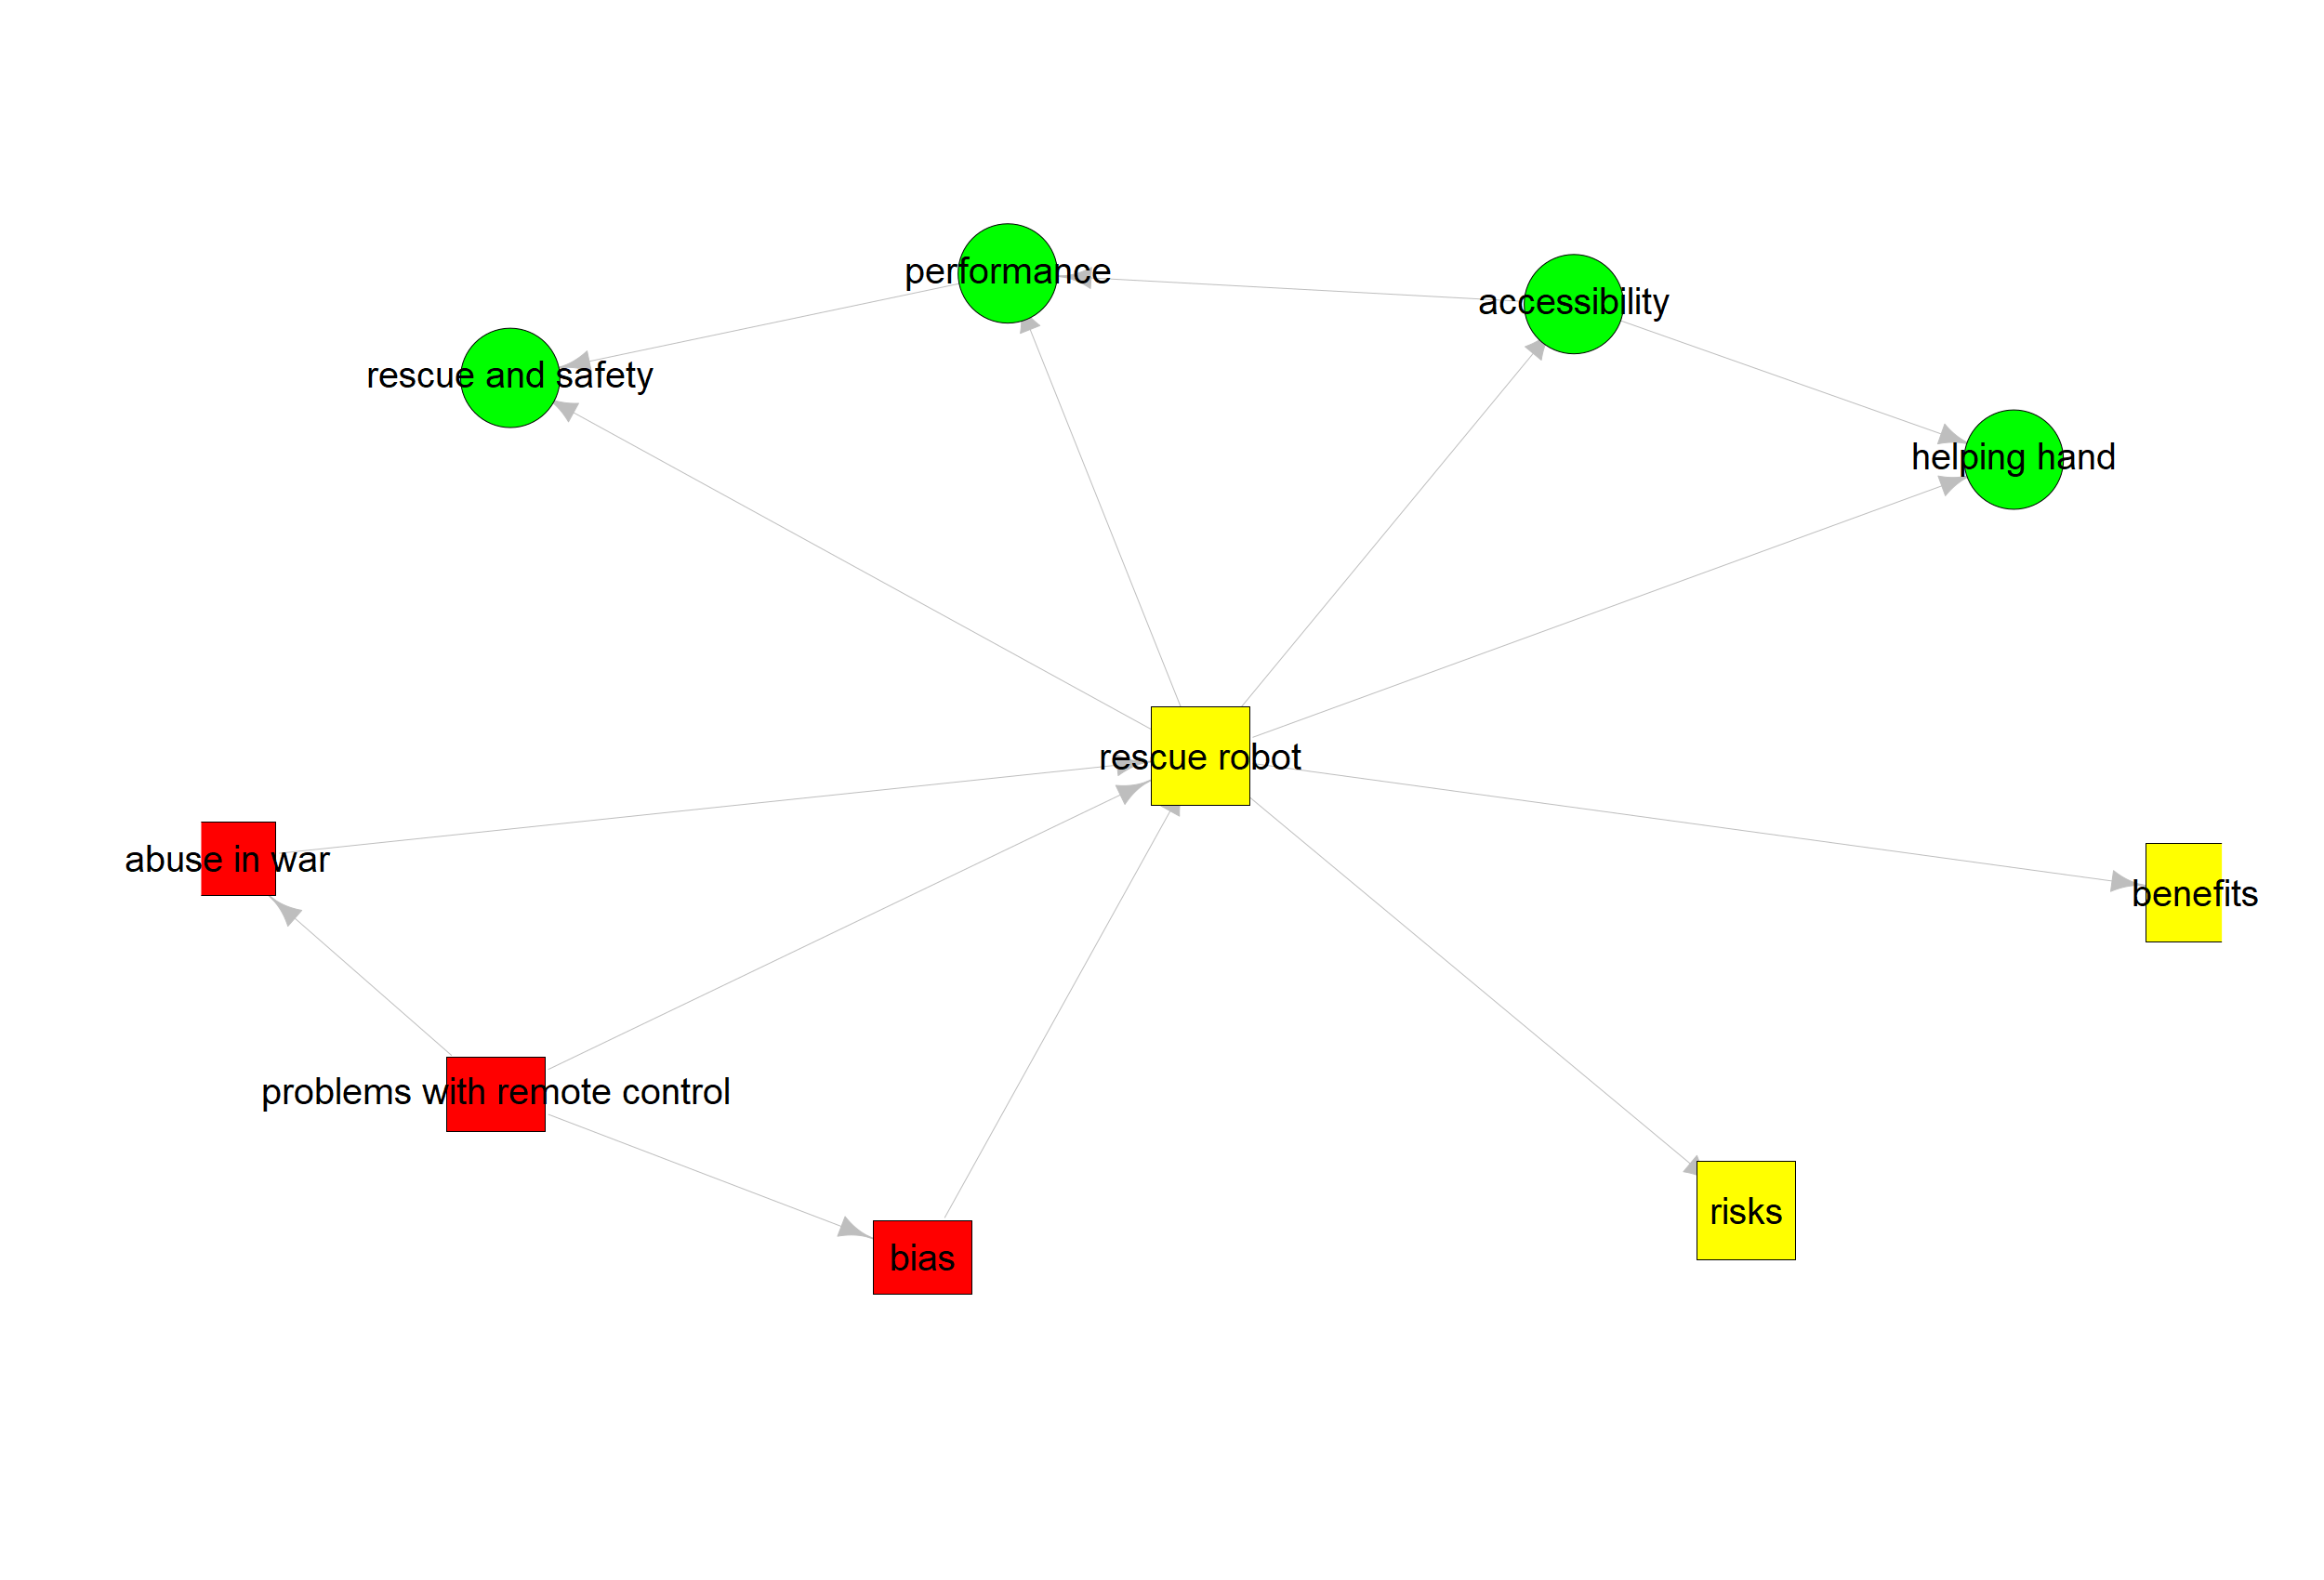 performance
accessibility
rescue and safety
helping hand
rescue robot
abuse in war
benefits
problems with remote control
risks
bias